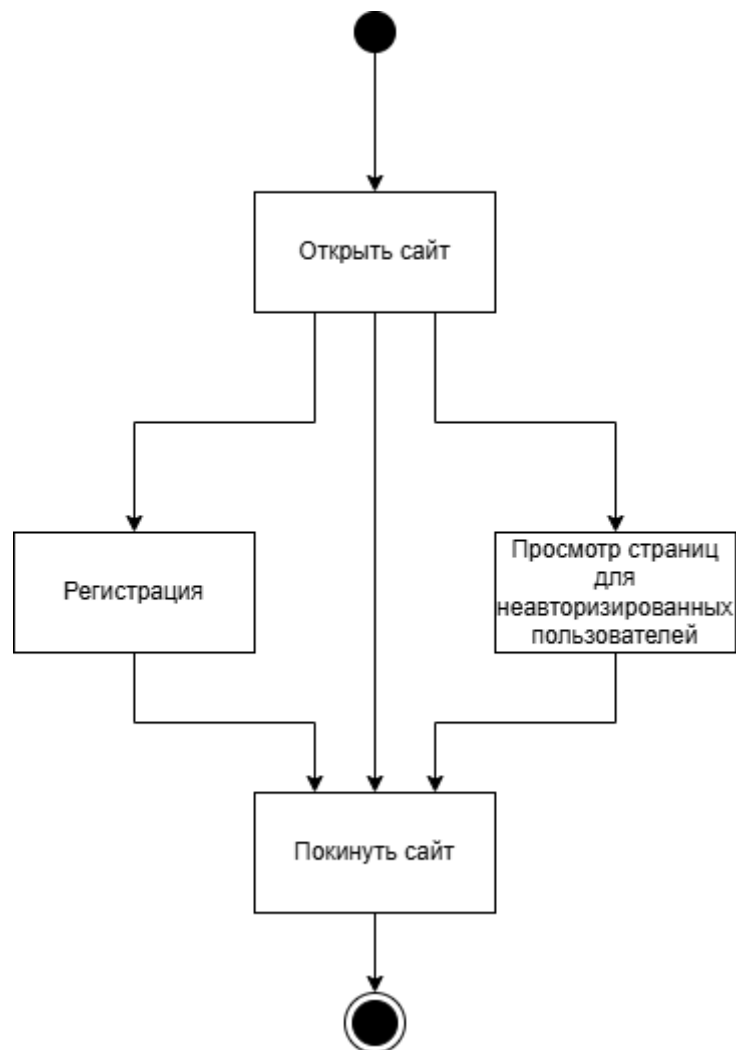 Открыть сайт
Регистрация
Просмотр страниц
для
неавторизированных
пользователей
Покинуть сайт